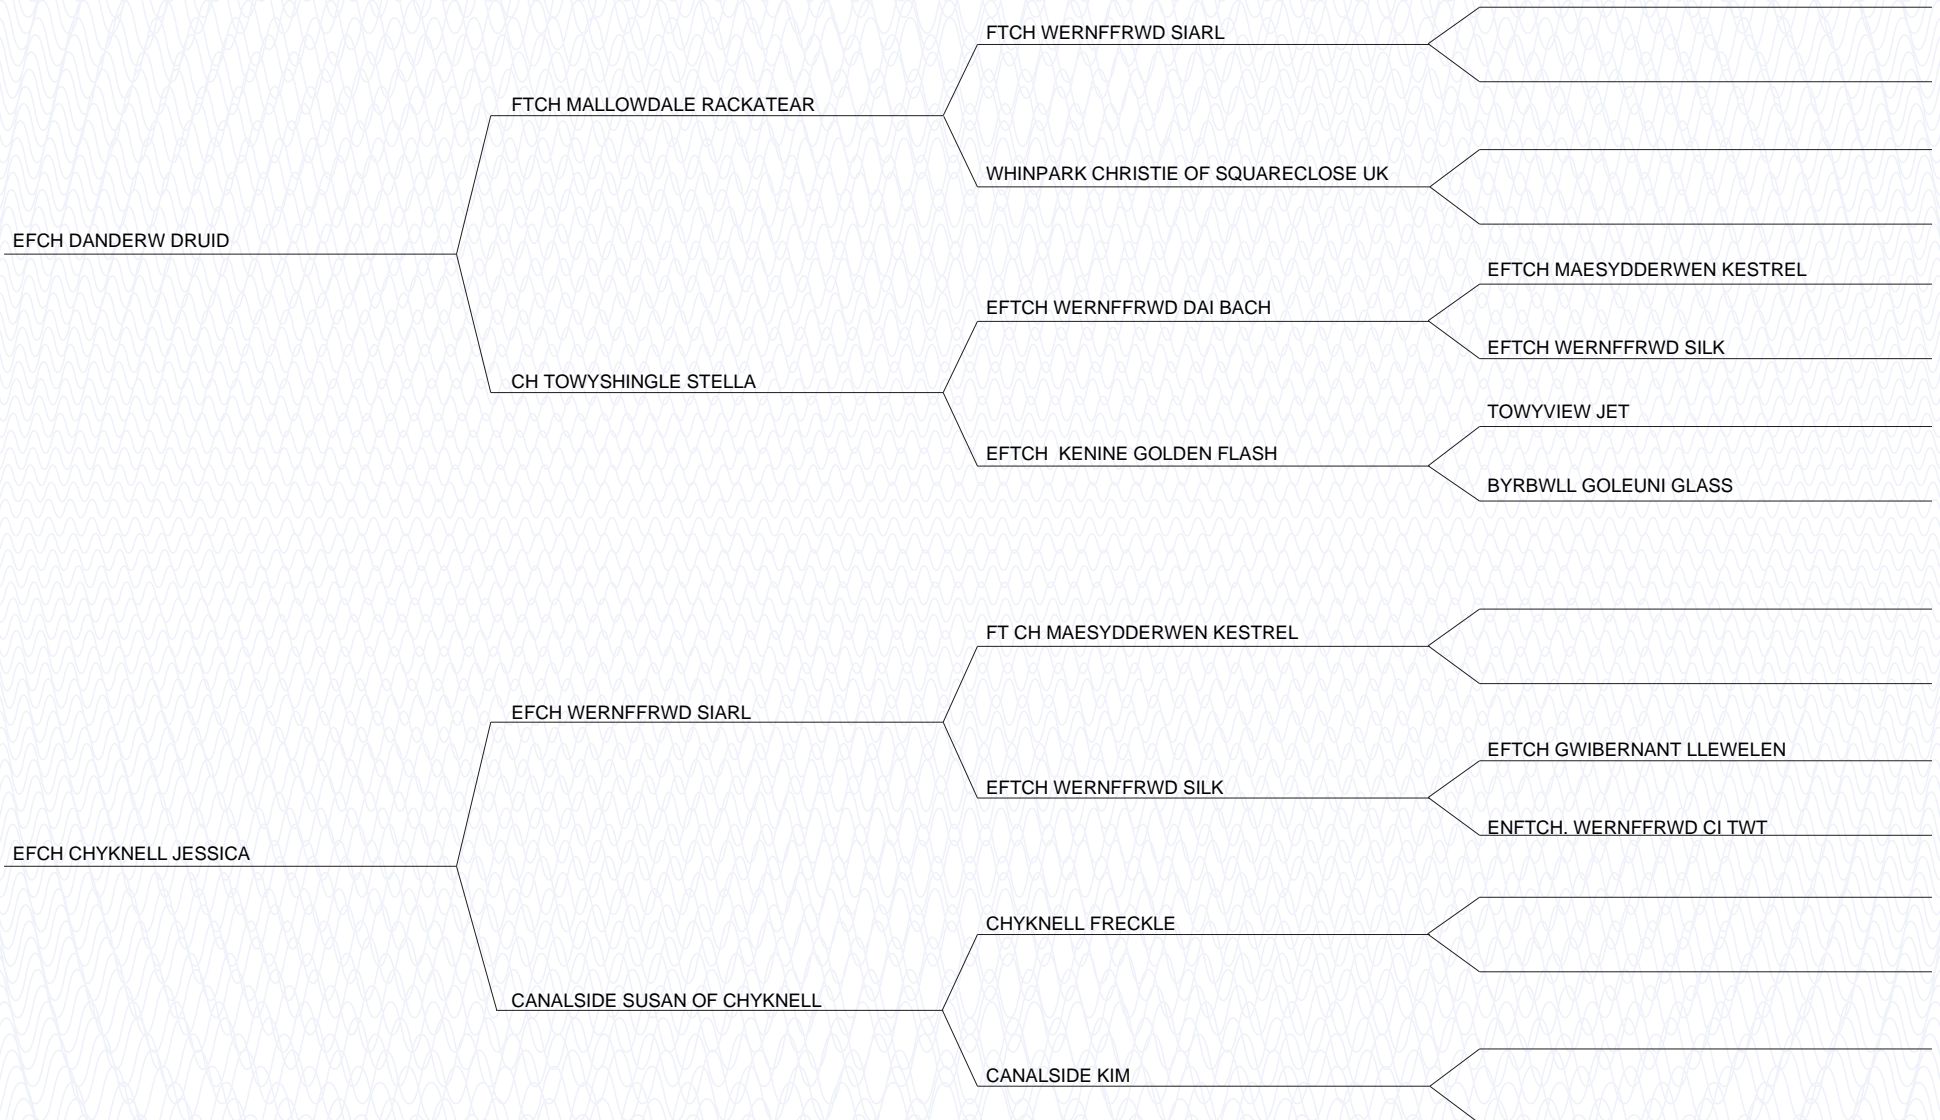 FTCH WERNFFRWD SIARL
FTCH MALLOWDALE RACKATEAR
WHINPARK CHRISTIE OF SQUARECLOSE UK
EFCH DANDERW DRUID
EFTCH MAESYDDERWEN KESTREL
EFTCH WERNFFRWD DAI BACH
EFTCH WERNFFRWD SILK
CH TOWYSHINGLE STELLA
TOWYVIEW JET
EFTCH  KENINE GOLDEN FLASH
BYRBWLL GOLEUNI GLASS
FT CH MAESYDDERWEN KESTREL
EFCH WERNFFRWD SIARL
EFTCH GWIBERNANT LLEWELEN
EFTCH WERNFFRWD SILK
ENFTCH. WERNFFRWD CI TWT
EFCH CHYKNELL JESSICA
CHYKNELL FRECKLE
CANALSIDE SUSAN OF CHYKNELL
CANALSIDE KIM